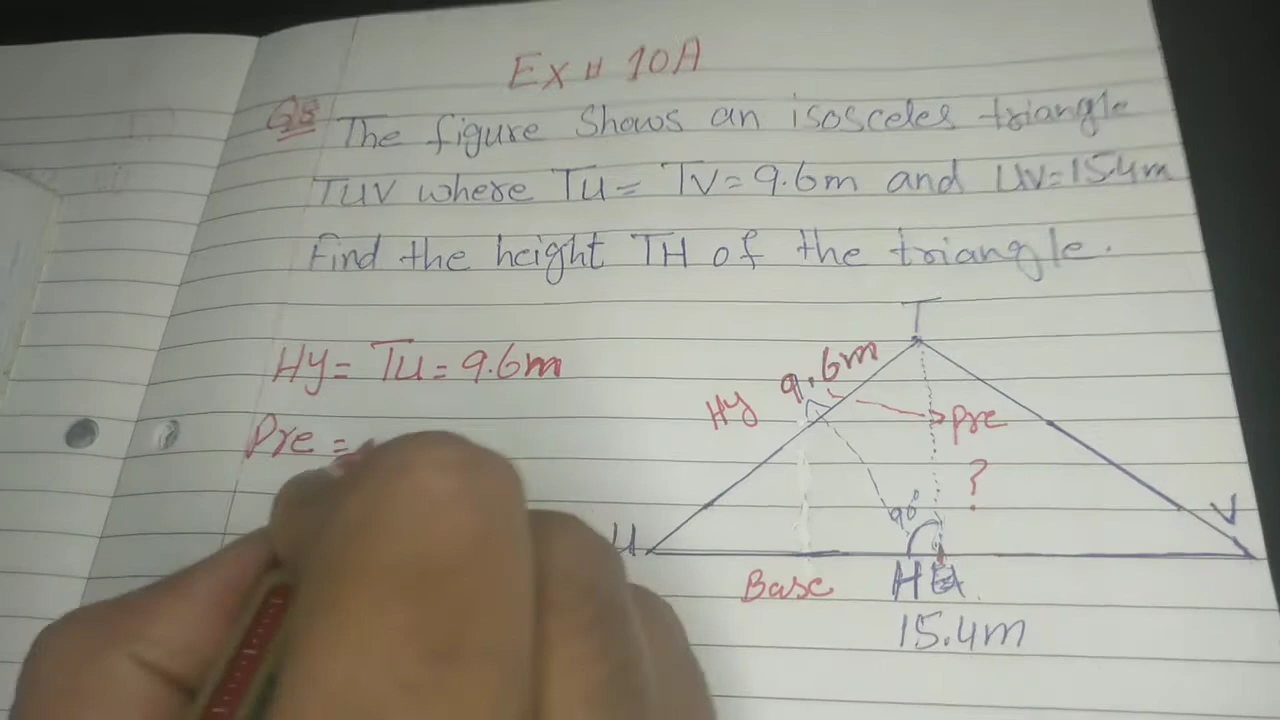 Ex # 10A
Q8 The figure Shows an isosceles triangle
TUV where TU = TV = 9.6m and UV = 15.4m
Find the height TH of the triangle.
T
Hy = TU = 9.6m
Hy 9.6m
Pre
Pre =
?
90°
U
V
Base H
15.4m